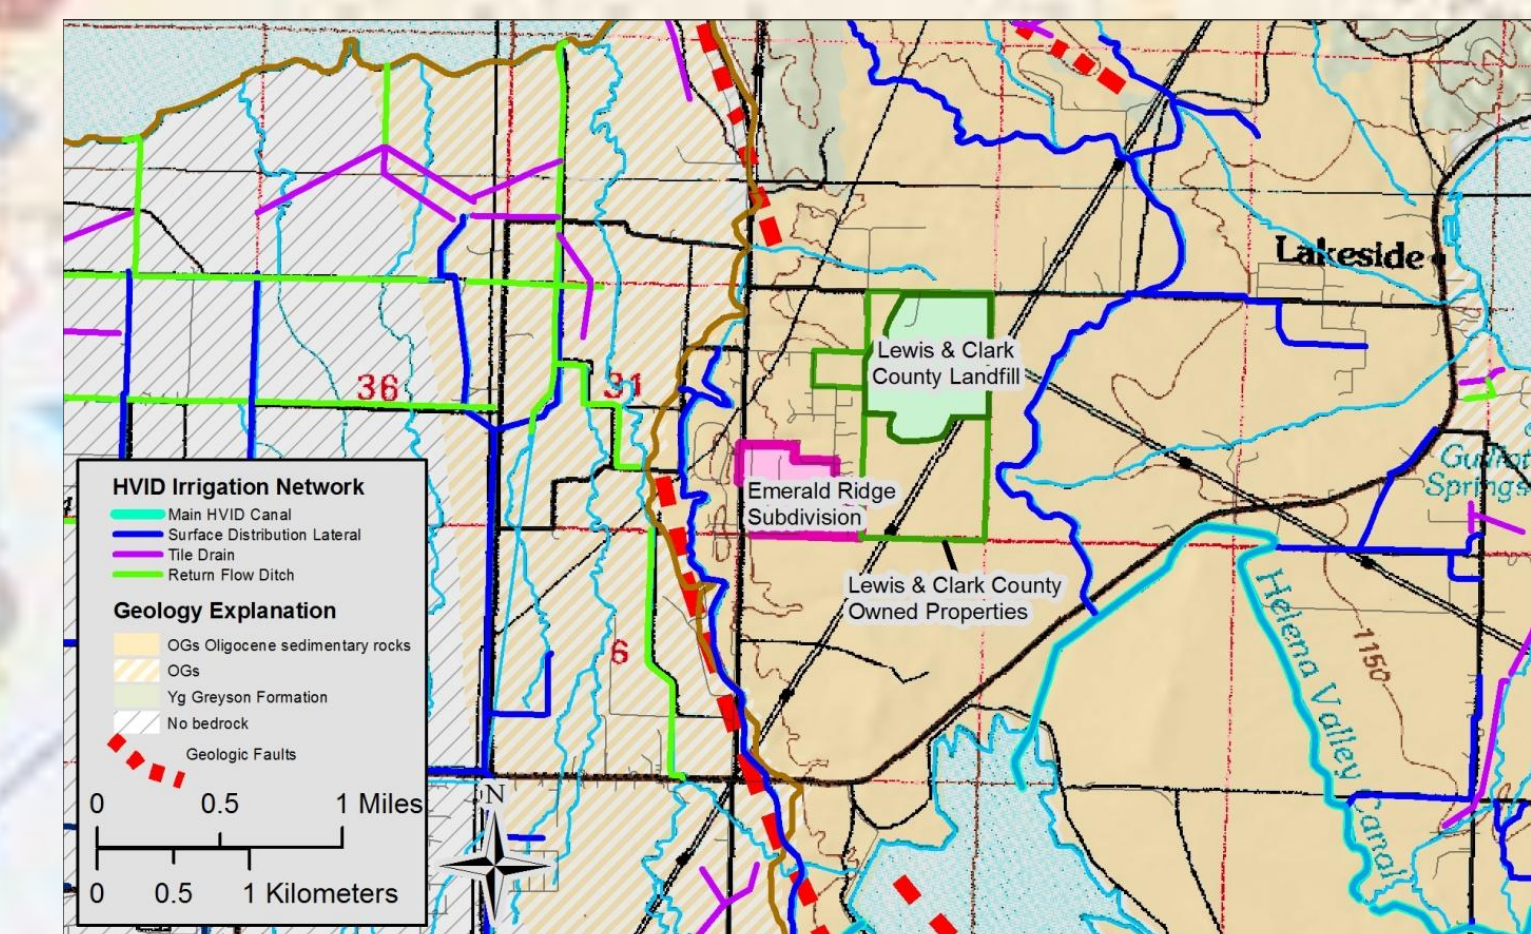 Lakeside
Lewis & Clark
County Landfill
36
31
Emerald Ridge
Subdivision
Springs
Lewis & Clark County
Owned Properties
6
1150
Helena Valley Canal
HVID Irrigation Network
Main HVID Canal
Surface Distribution Lateral
Tile Drain
Return Flow Ditch
Geology Explanation
OGs Oligocene sedimentary rocks
OGs
Yg Greyson Formation
No bedrock
Geologic Faults
0 0.5 1 Miles
0 0.5 1 Kilometers
N